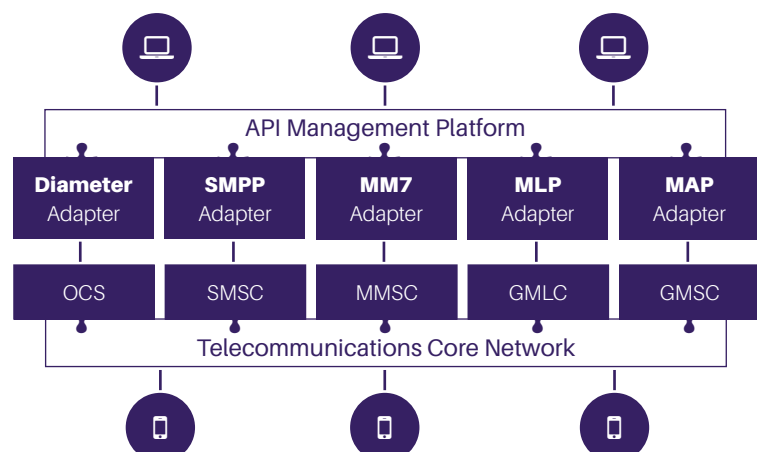 API Management Platform
Diameter SMPP MM7 MLP MAP
Adapter Adapter Adapter Adapter Adapter
OCS SMSC MMSC GMLC GMSC
Telecommunications Core Network